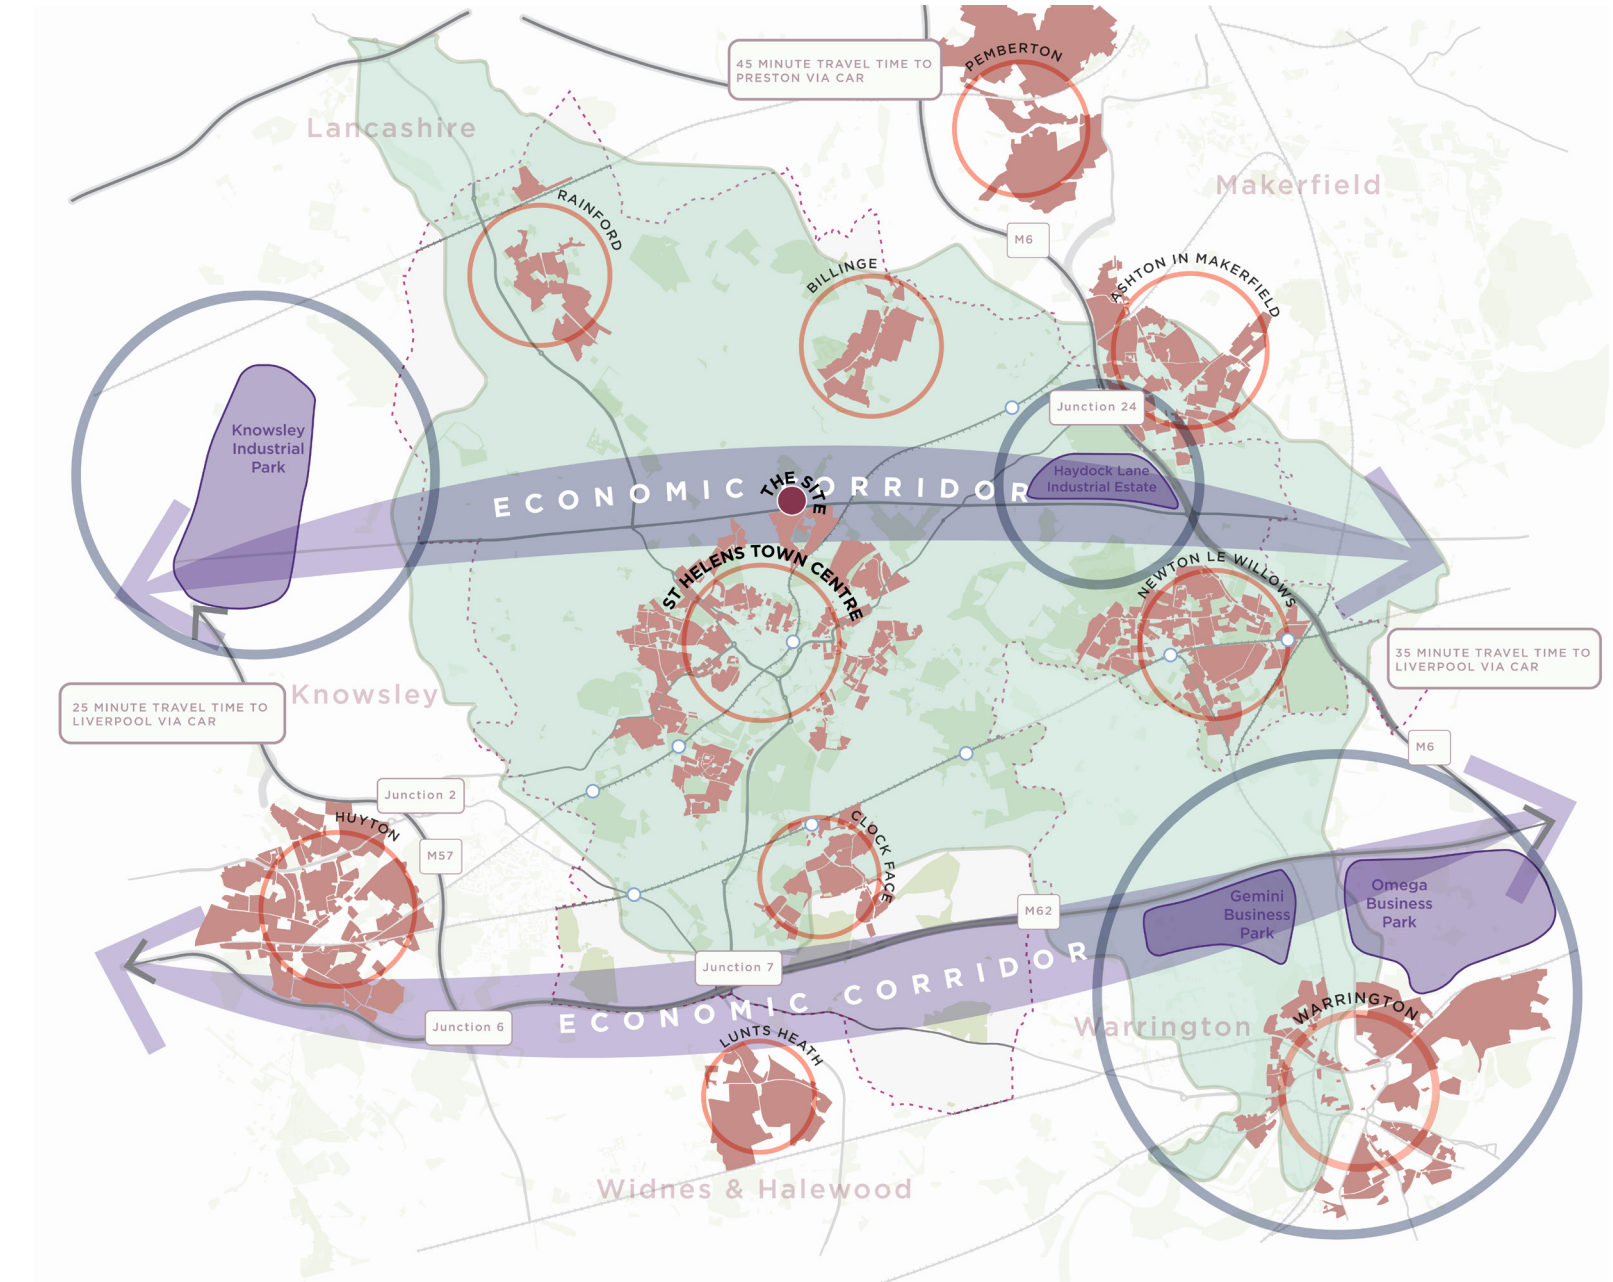 PEMBERTON
45 MINUTE TRAVEL TIME TO
PRESTON VIA CAR
Lancashire
Makerfield
RAINFORD
M6
BILLINGE
ASHTON IN MAKERFIELD
Junction 24
Knowsley
Industrial
Park
Haydock Lane
Industrial Estate
THE SITE
ECONOMIC CORRIDOR
ST HELENS TOWN CENTRE
NEWTON LE WILLOWS
35 MINUTE TRAVEL TIME TO
LIVERPOOL VIA CAR
Knowsley
25 MINUTE TRAVEL TIME TO
LIVERPOOL VIA CAR
M6
Junction 2
HUYTON
M57
CLOCK FACE
Gemini
Business
Park
Omega
Business
Park
M62
Junction 7
ECONOMIC CORRIDOR
Junction 6
LUNTS HEATH
Warrington
WARRINGTON
Widnes & Halewood